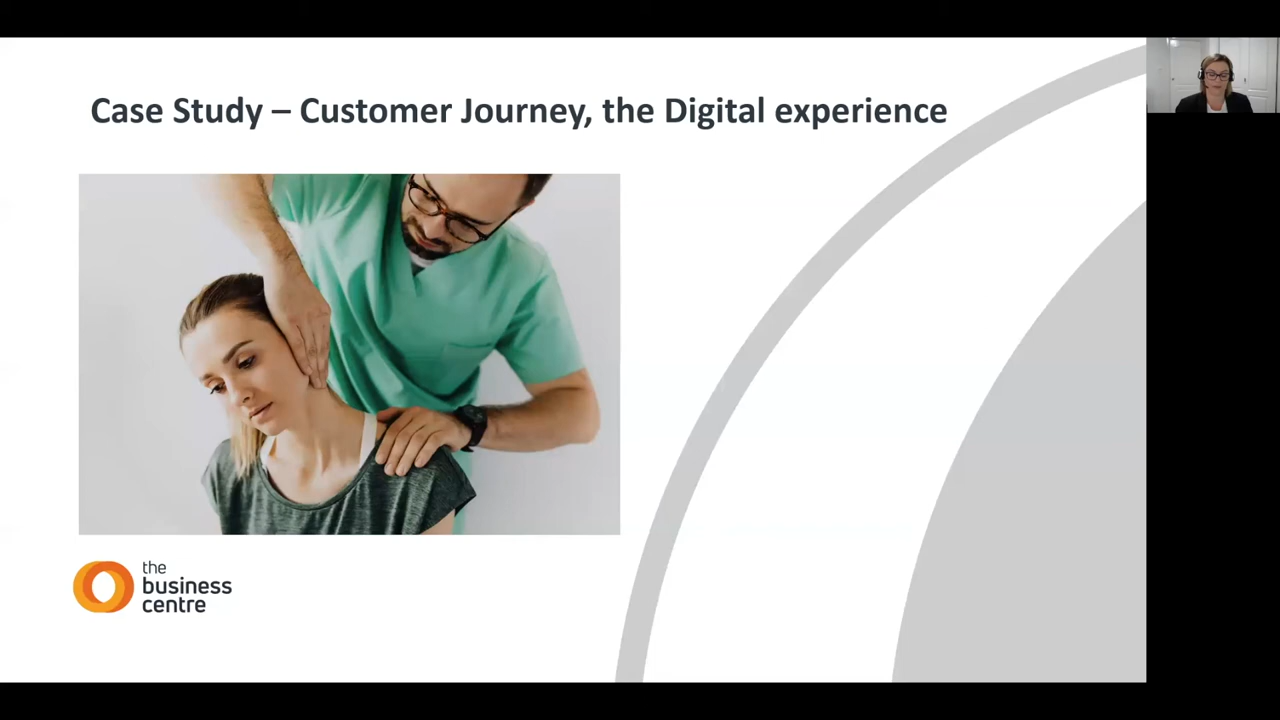 Case Study – Customer Journey, the Digital experience
the
business
centre